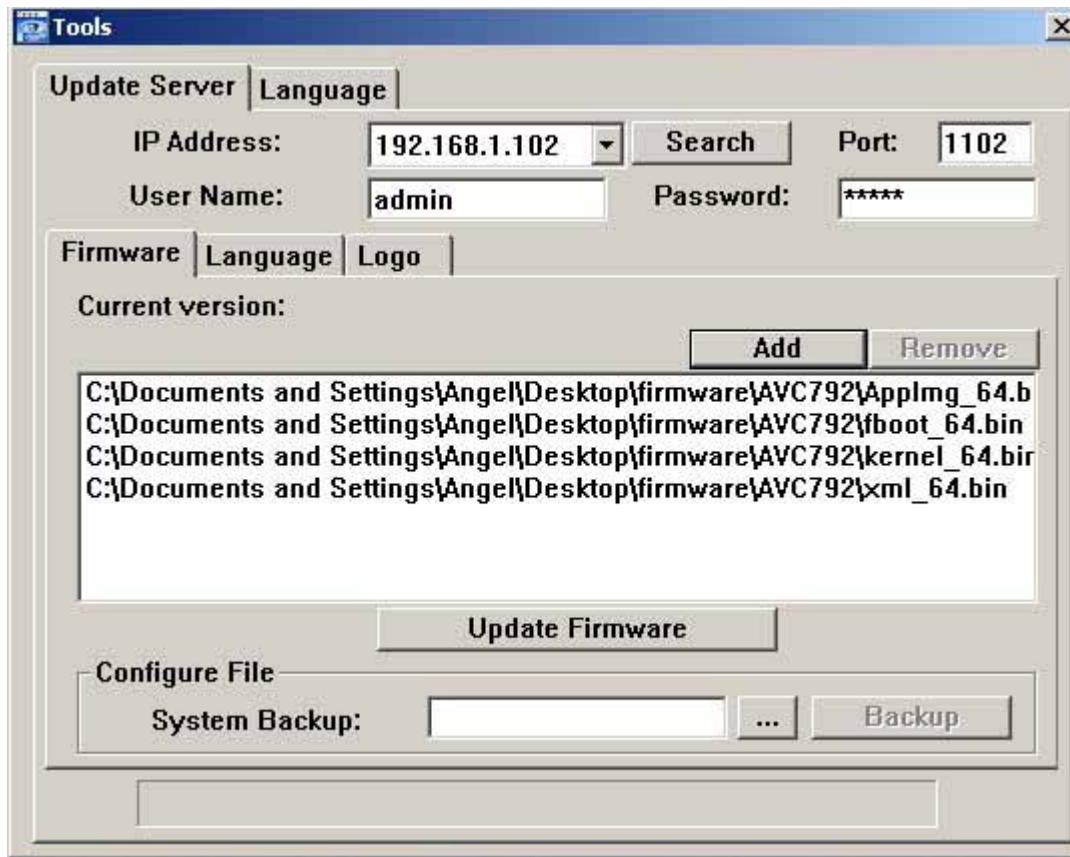 Tools
Update Server Language
IP Address: 192.168.1.102 Search Port: 1102
User Name: admin Password: *****
Firmware Language Logo
Current version:
Add Remove
C:\Documents and Settings\Angel\Desktop\firmware\AVC792\AppImg_64.b
C:\Documents and Settings\Angel\Desktop\firmware\AVC792\fboot_64.bin
C:\Documents and Settings\Angel\Desktop\firmware\AVC792\kernel_64.bin
C:\Documents and Settings\Angel\Desktop\firmware\AVC792\xml_64.bin
Update Firmware
Configure File
System Backup: ... Backup